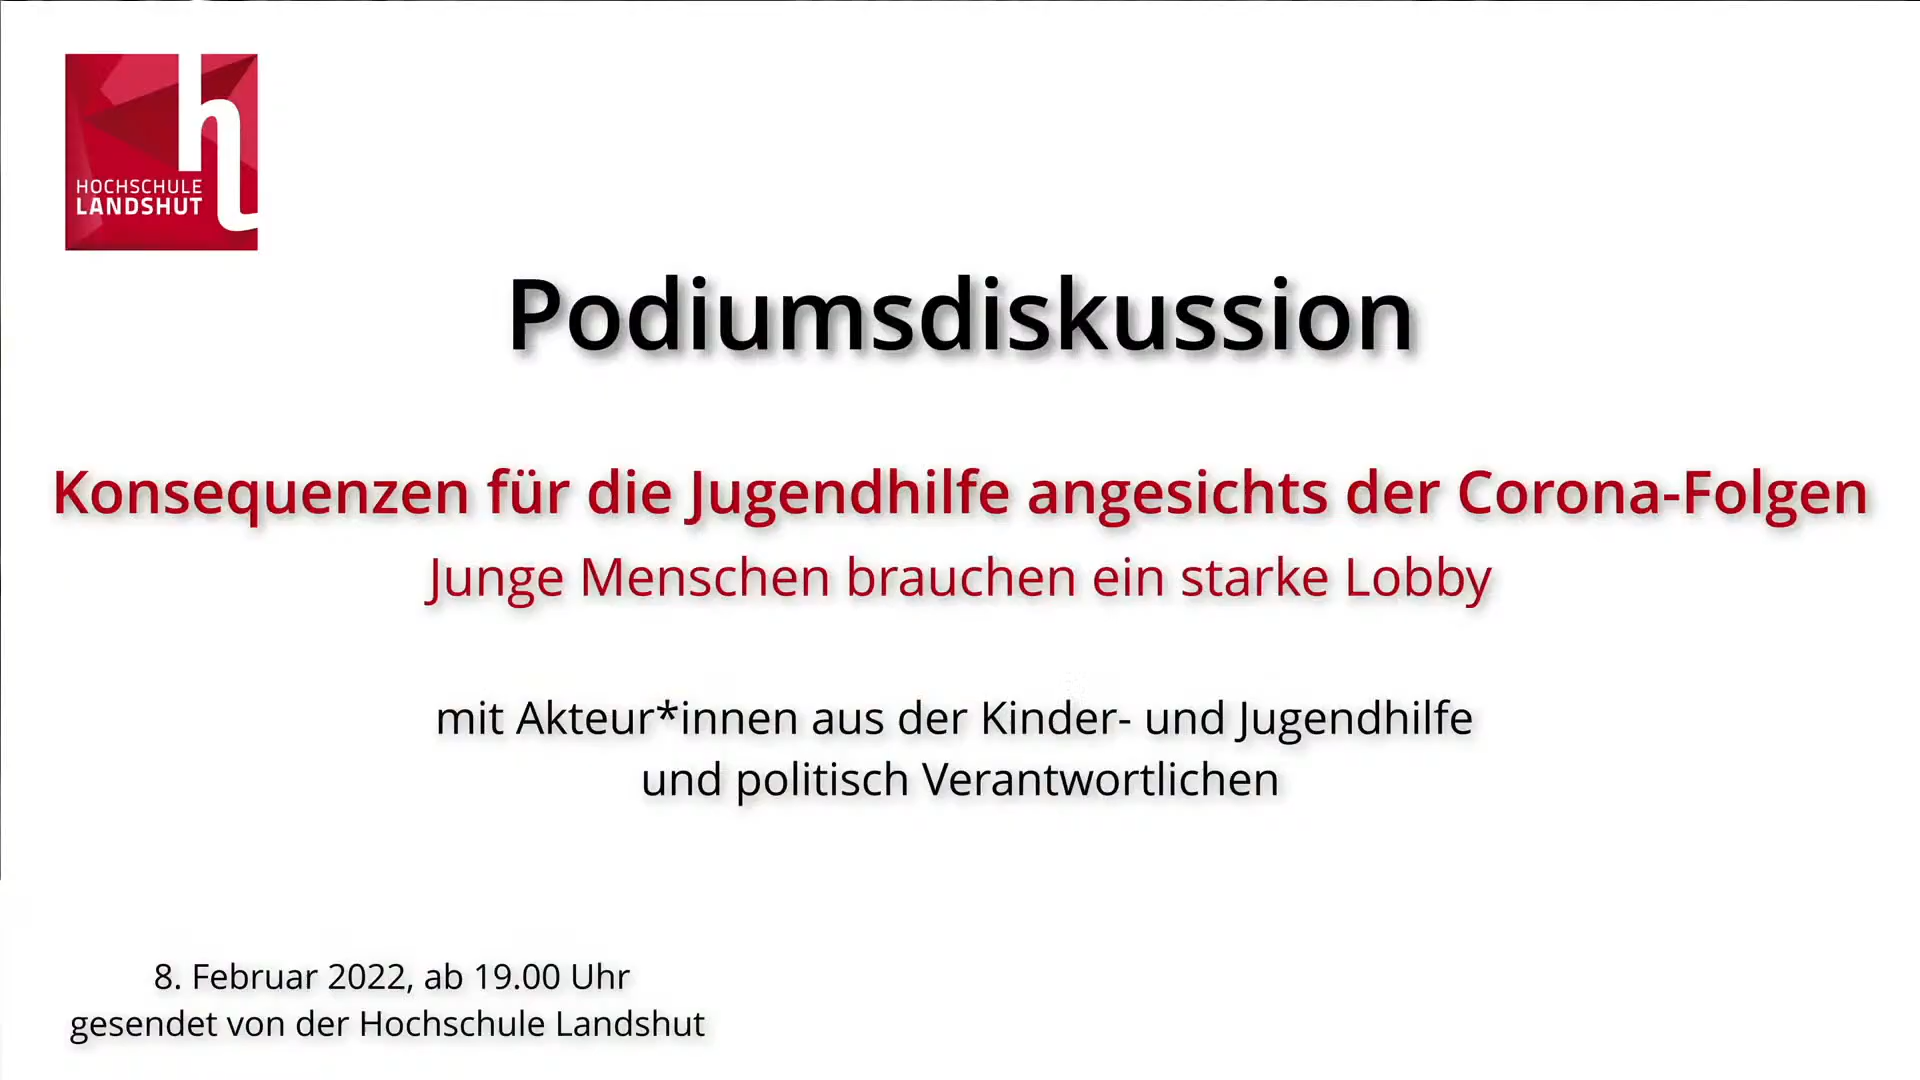 HOCHSCHULE
LANDSHUT
Podiumsdiskussion
Konsequenzen für die Jugendhilfe angesichts der Corona-Folgen
Junge Menschen brauchen ein starke Lobby
mit Akteur*innen aus der Kinder- und Jugendhilfe
und politisch Verantwortlichen
8. Februar 2022, ab 19.00 Uhr
gesendet von der Hochschule Landshut